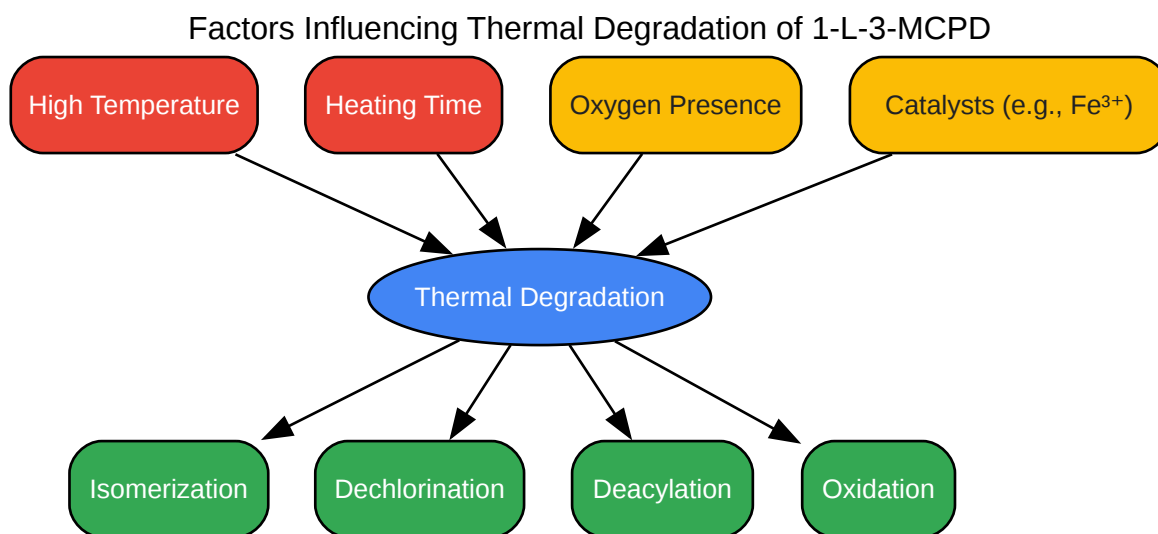 Factors Influencing Thermal Degradation of 1-L-3-MCPD
High Temperature
Heating Time
Oxygen Presence
Catalysts (e.g., Fe³⁺)
Thermal Degradation
Isomerization
Dechlorination
Deacylation
Oxidation